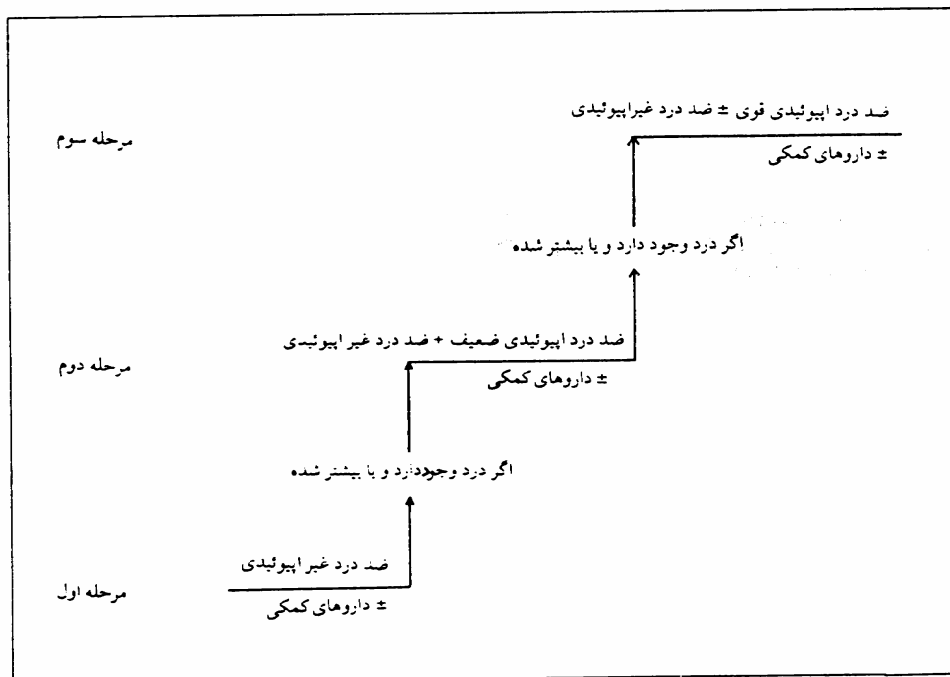 ضد درد اپیوئیدی قوی ± ضد درد غیراپیوئیدی
مرحله سوم
± داروهای کمکی
اگر درد وجود دارد و یا بیشتر شده
ضد درد اپیوئیدی ضعیف + ضد درد غیر اپیوئیدی
مرحله دوم
± داروهای کمکی
اگر درد وجوددارد و یا بیشتر شده
ضد درد غیر اپیوئیدی
مرحله اول
± داروهای کمکی